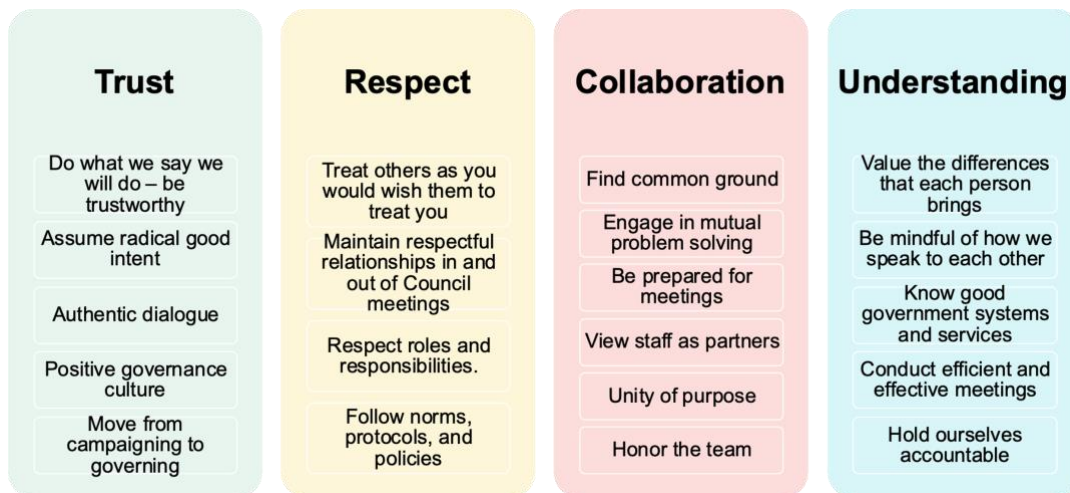 Trust
Do what we say we
will do – be
trustworthy
Assume radical good
intent
Authentic dialogue
Positive governance
culture
Move from
campaigning to
governing
Respect
Treat others as you
would wish them to
treat you
Maintain respectful
relationships in and
out of Council
meetings
Respect roles and
responsibilities.
Follow norms,
protocols, and
policies
Collaboration
Find common ground
Engage in mutual
problem solving
Be prepared for
meetings
View staff as partners
Unity of purpose
Honor the team
Understanding
Value the differences
that each person
brings
Be mindful of how we
speak to each other
Know good
government systems
and services
Conduct efficient and
effective meetings
Hold ourselves
accountable